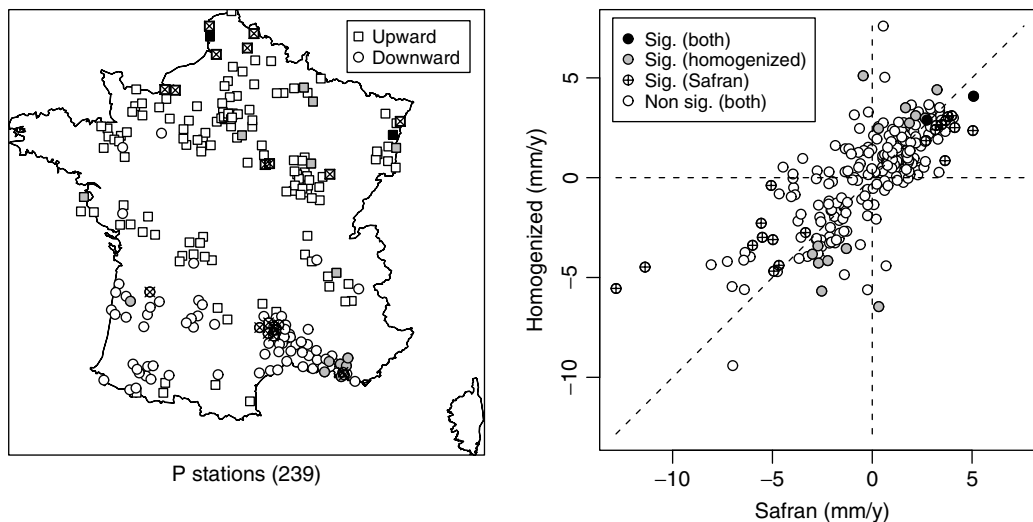 Upward
Downward
P stations (239)
Sig. (both)
Sig. (homogenized)
Sig. (Safran)
Non sig. (both)
Homogenized (mm/y)
5
0
−5
−10
−10
−5
0
5
Safran (mm/y)